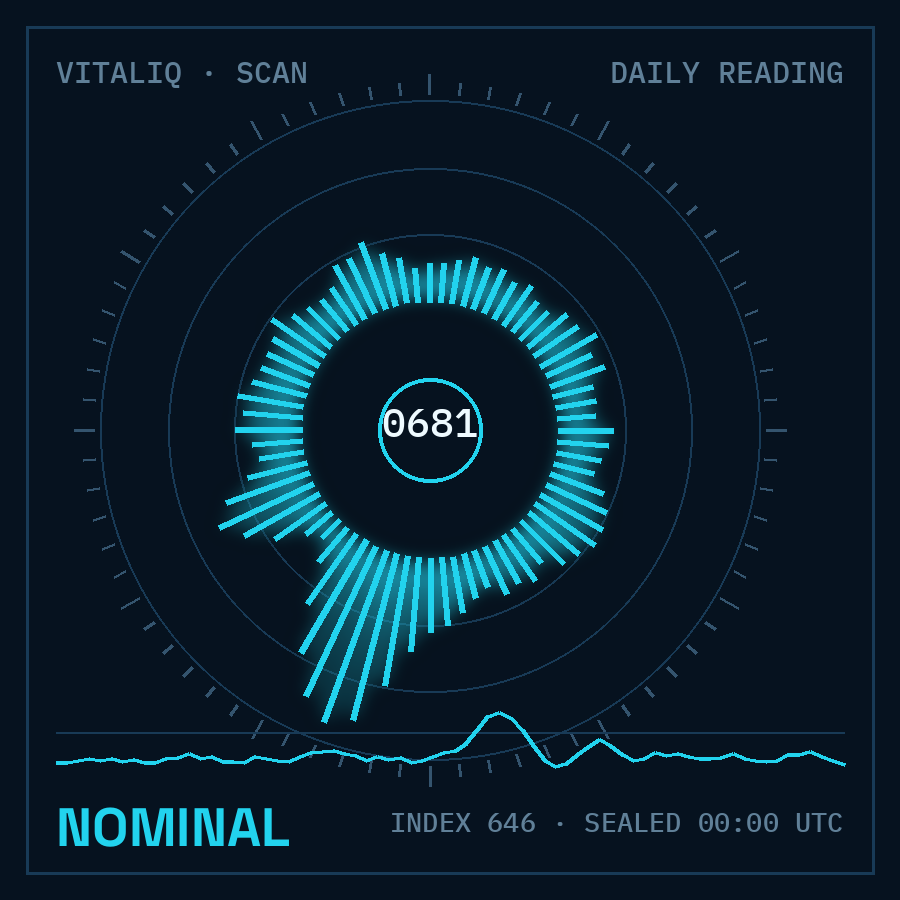 VITALIQ · SCAN
DAILY READING
0681
NOMINAL
INDEX 646 · SEALED 00:00 UTC